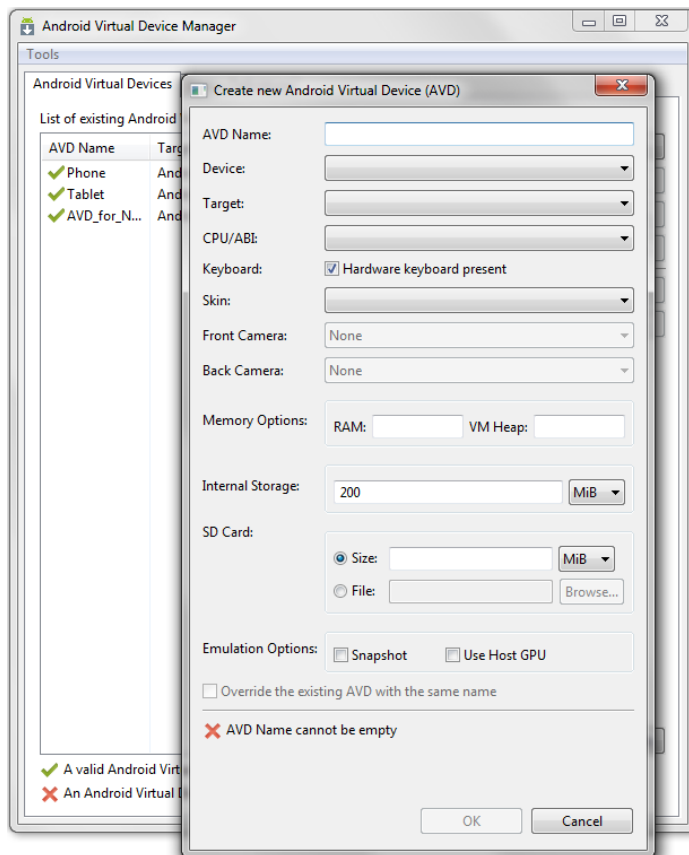 Android Virtual Device Manager
Tools
Android Virtual Devices
List of existing Android
AVD Name
Phone And
Tablet And
AVD_for_N... And
A valid Android
An Android Virtual
Create new Android Virtual Device (AVD)
AVD Name:
Device:
Target:
CPU/ABI:
Keyboard: Hardware keyboard present
Skin:
Front Camera: None
Back Camera: None
Memory Options: RAM: VM Heap:
Internal Storage: 200 MiB
SD Card:
Size: MiB
File: Browse...
Emulation Options: Snapshot Use Host GPU
Override the existing AVD with the same name
AVD Name cannot be empty
OK Cancel